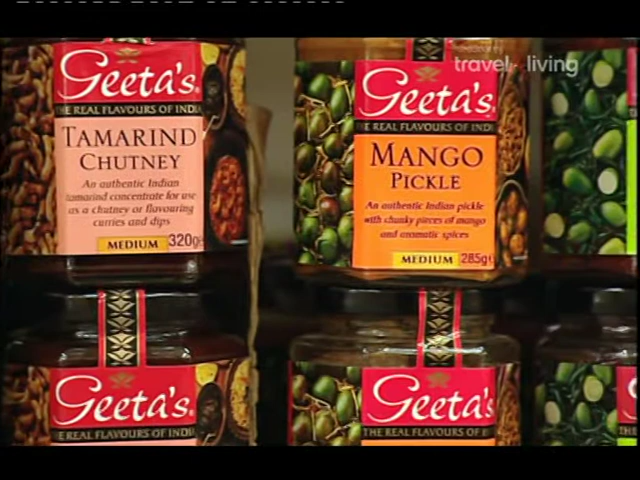 travel + living
Geeta's
THE REAL FLAVOURS OF INDIA
TAMARIND
CHUTNEY
An authentic Indian
tamarind concentrate for use
as a chutney or flavouring
curries and dips
MEDIUM 320g
Geeta's
THE REAL FLAVOURS OF INDI
MANGO
PICKLE
An authentic Indian pickle
with chunky pieces of mango
and aromatic spices
MEDIUM 285g
Geeta's
E REAL FLAVOURS OF INDI
Geeta's
THE REAL FLAVOURS OF